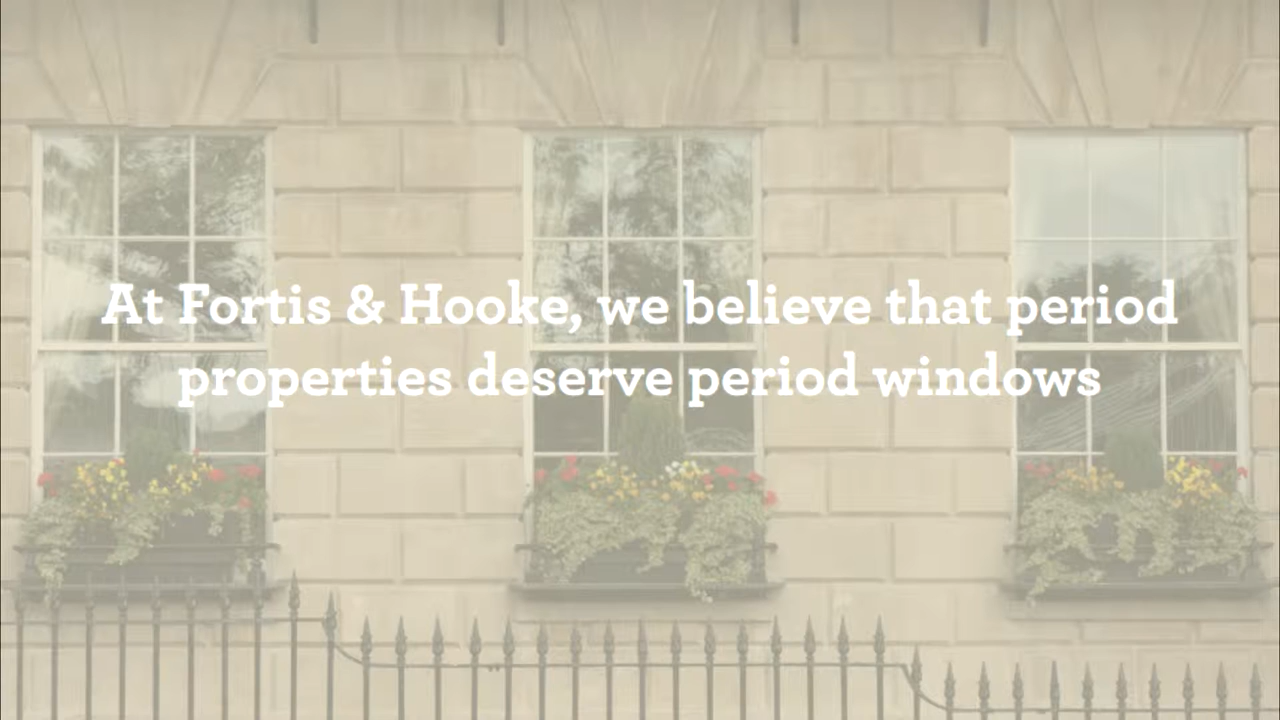 At Fortis & Hooke, we believe that period
properties deserve period windows